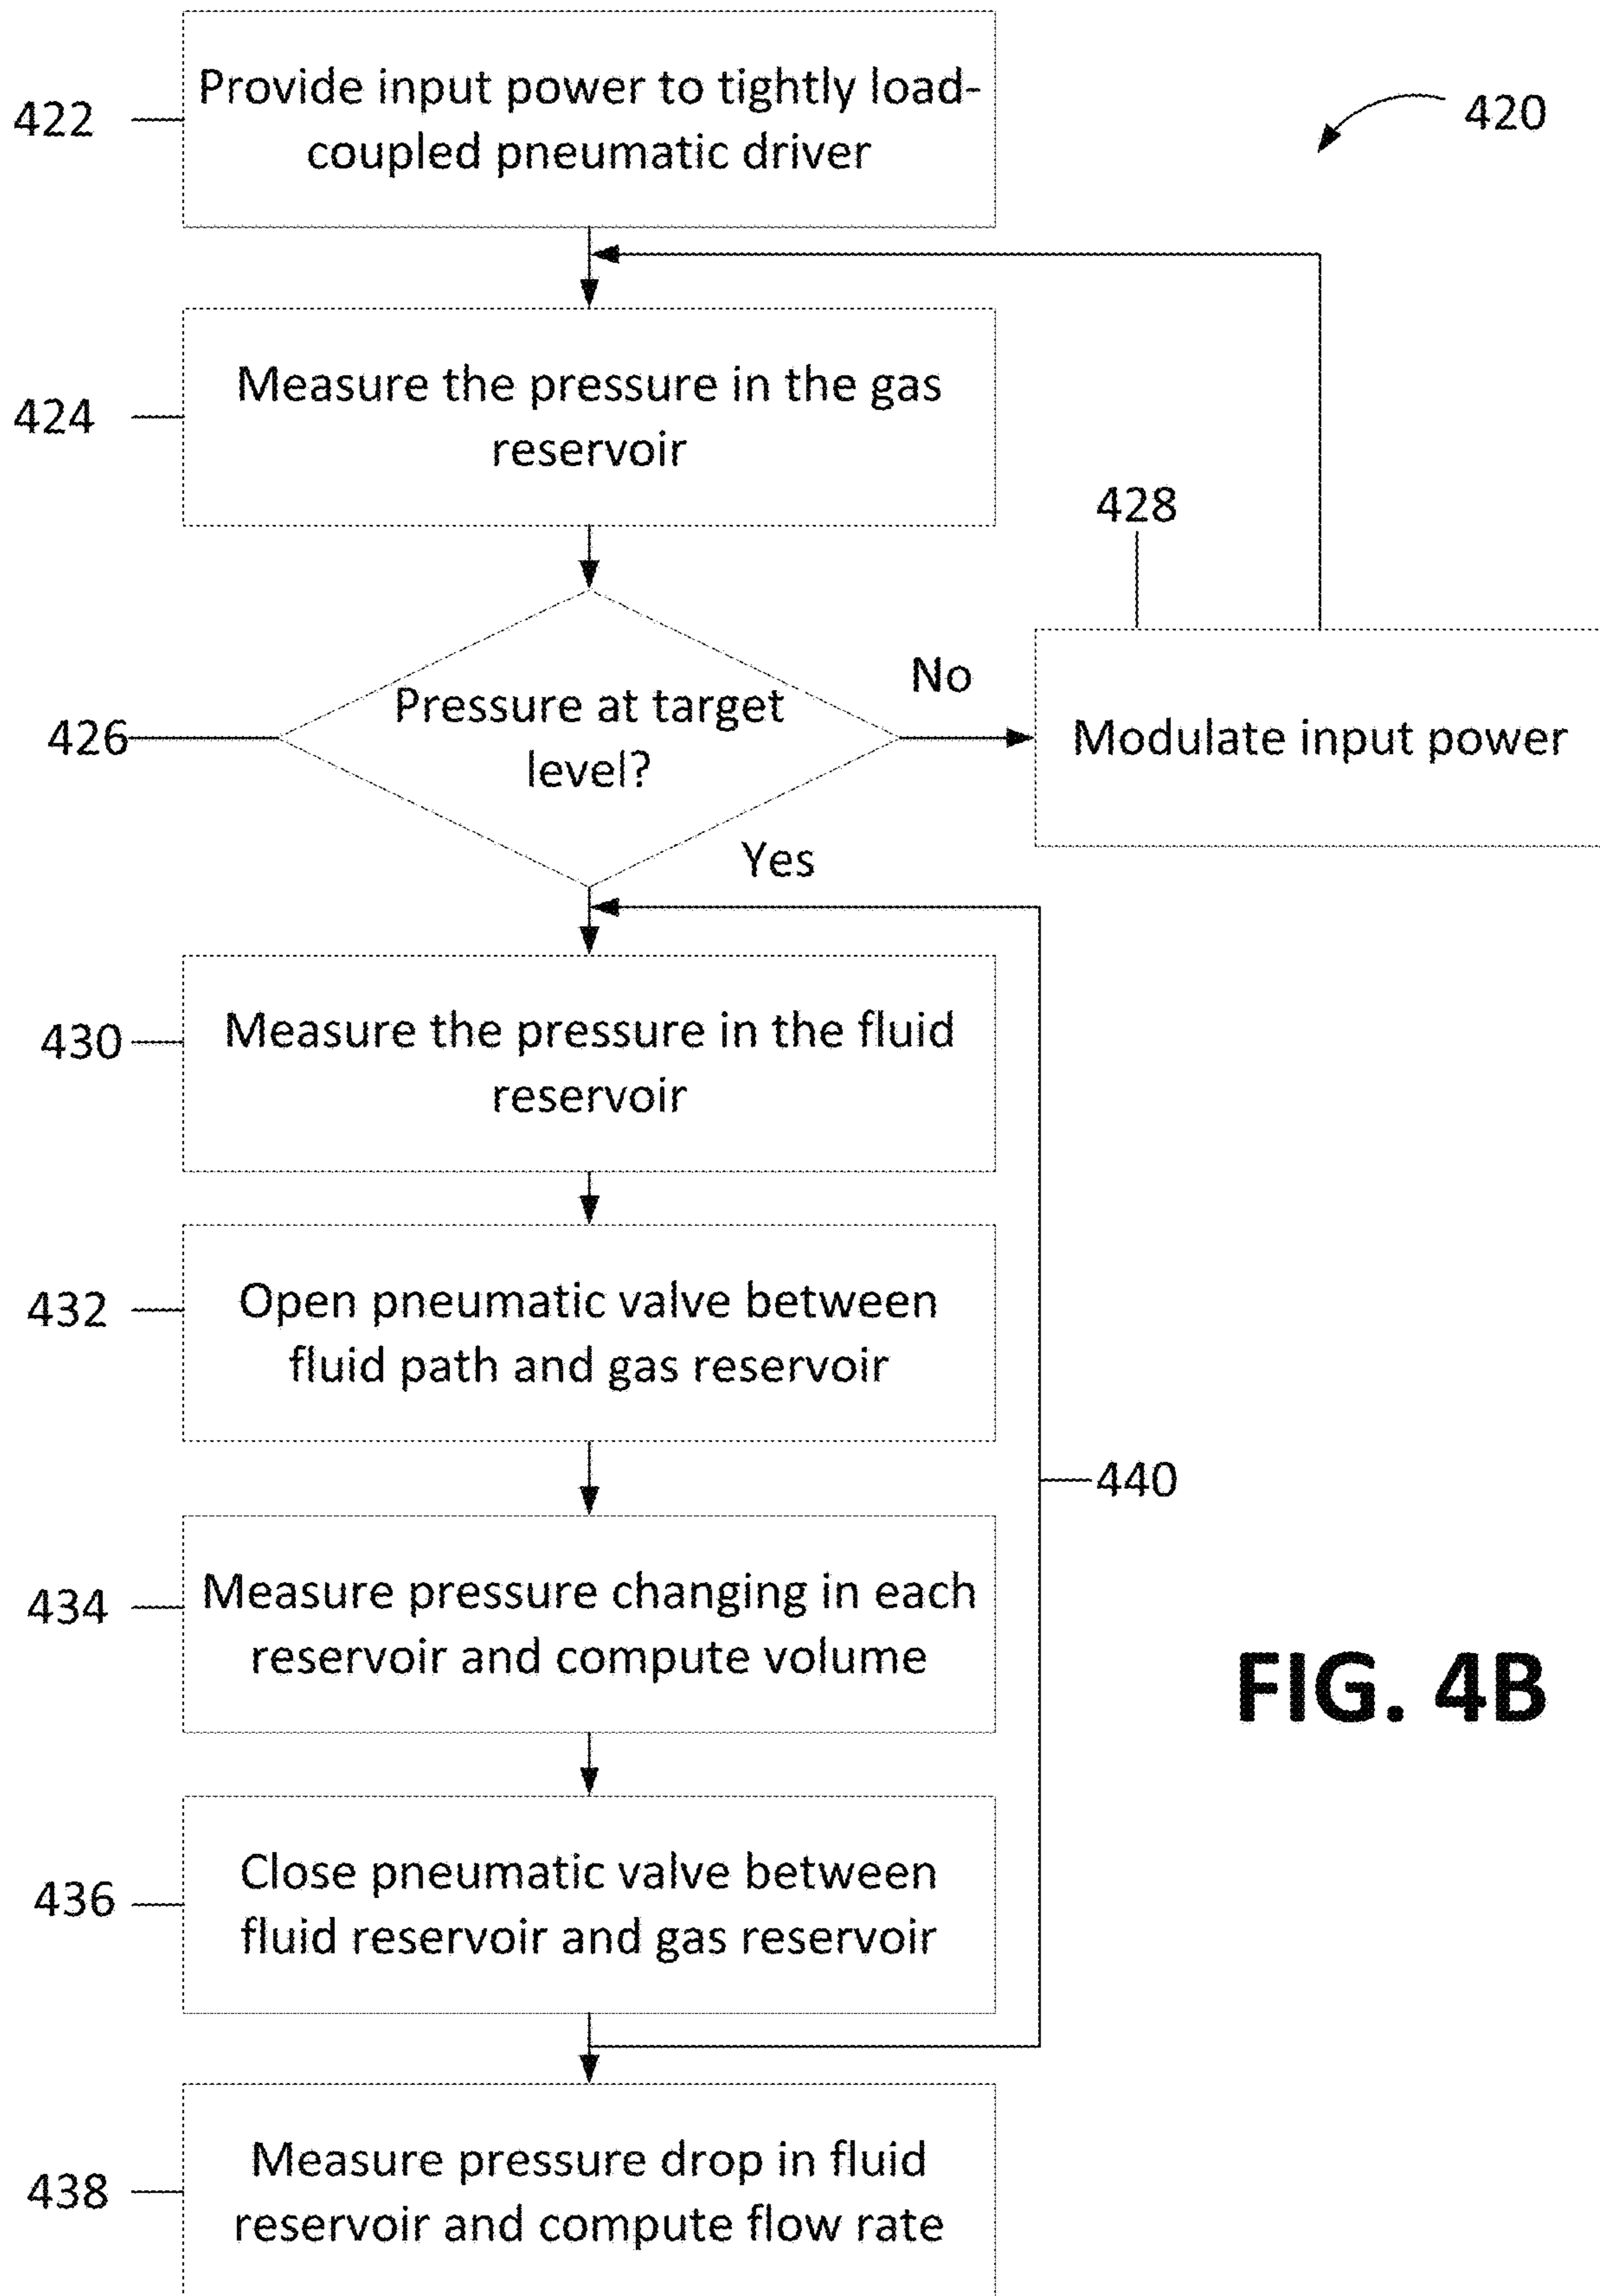 Provide input power to tightly load-
coupled pneumatic driver
422
420
Measure the pressure in the gas
reservoir
424
428
No
Pressure at target
level?
426
Modulate input power
Yes
Measure the pressure in the fluid
reservoir
430
Open pneumatic valve between
fluid path and gas reservoir
432
440
Measure pressure changing in each
reservoir and compute volume
434
FIG. 4B
Close pneumatic valve between
fluid reservoir and gas reservoir
436
Measure pressure drop in fluid
reservoir and compute flow rate
438